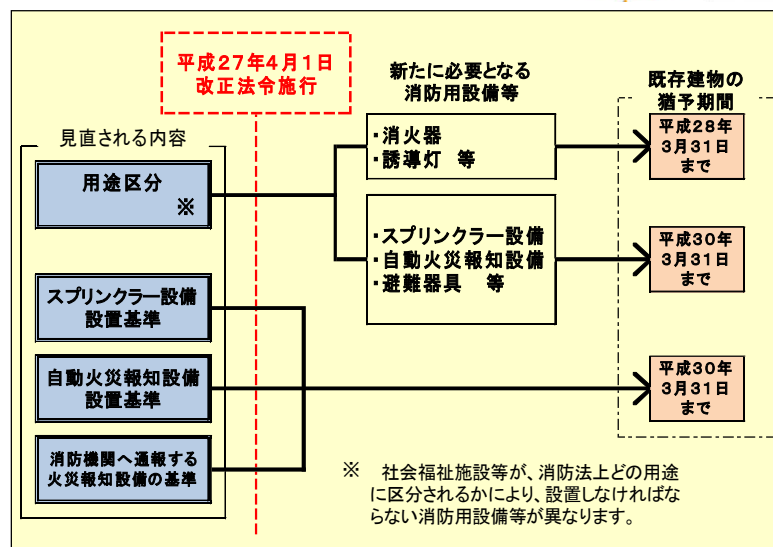 平成27年4月1日
改正法令施行
新たに必要となる
消防用設備等
既存建物の
猶予期間
見直される内容
用途区分
※
・消火器
・誘導灯 等
平成28年
3月31日
まで
・スプリンクラー設備
・自動火災報知設備
・避難器具 等
平成30年
3月31日
まで
スプリンクラー設備
設置基準
自動火災報知設備
設置基準
平成30年
3月31日
まで
消防機関へ通報する
火災報知設備の基準
※ 社会福祉施設等が、消防法上どの用途
に区分されるかにより、設置しなければな
らない消防用設備等が異なります。